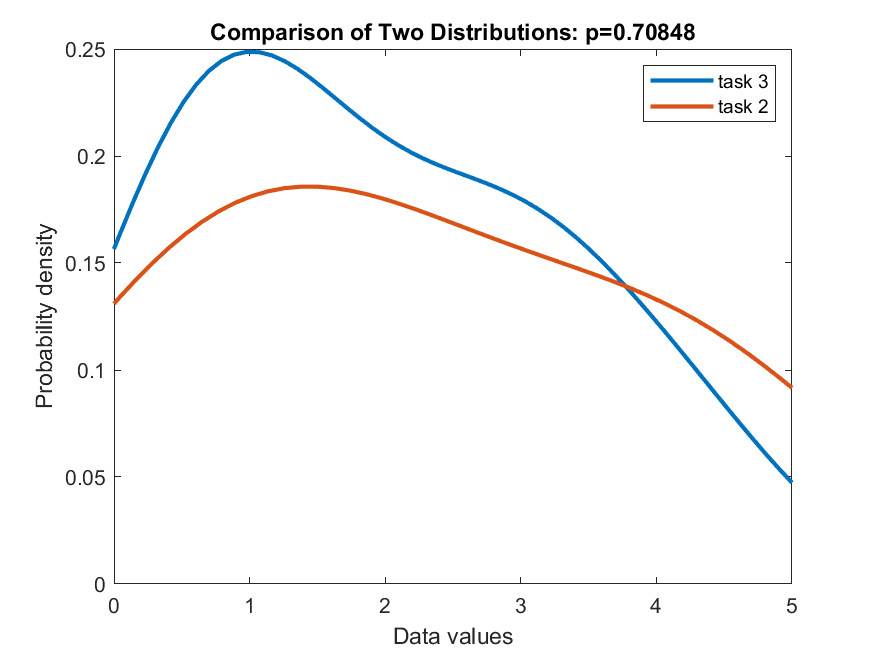 Comparison of Two Distributions: p=0.70848
task 3
task 2
Probability density
0.25
0.2
0.15
0.1
0.05
0
0 1 2 3 4 5
Data values